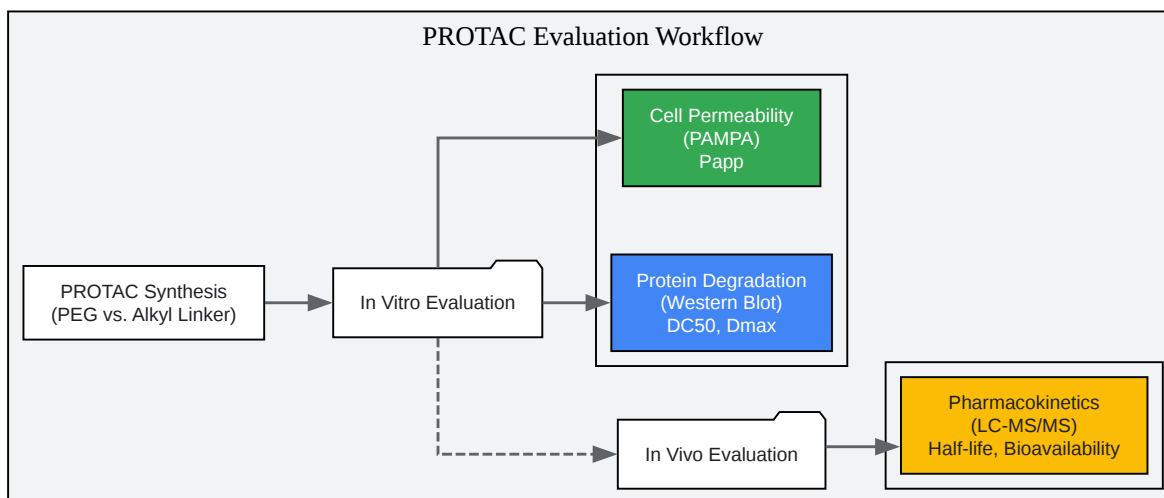 PROTAC Evaluation Workflow
Cell Permeability
(PAMPA)
Papp
PROTAC Synthesis
(PEG vs. Alkyl Linker)
In Vitro Evaluation
Protein Degradation
(Western Blot)
DC50, Dmax
In Vivo Evaluation
Pharmacokinetics
(LC-MS/MS)
Half-life, Bioavailability